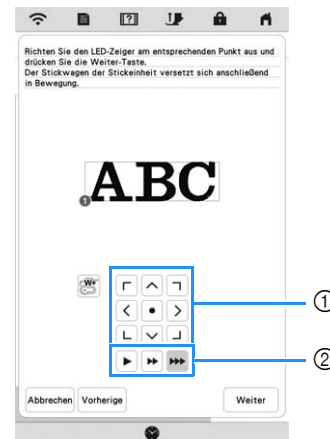 Richten Sie den LED-Zeiger am entsprechenden Punkt aus und
drücken Sie die Weiter-Taste.
Der Stickwagen der Stickeinheit versetzt sich anschließend
in Bewegung.
ABC
1
W+
①
②
Abbrechen Vorherige Weiter